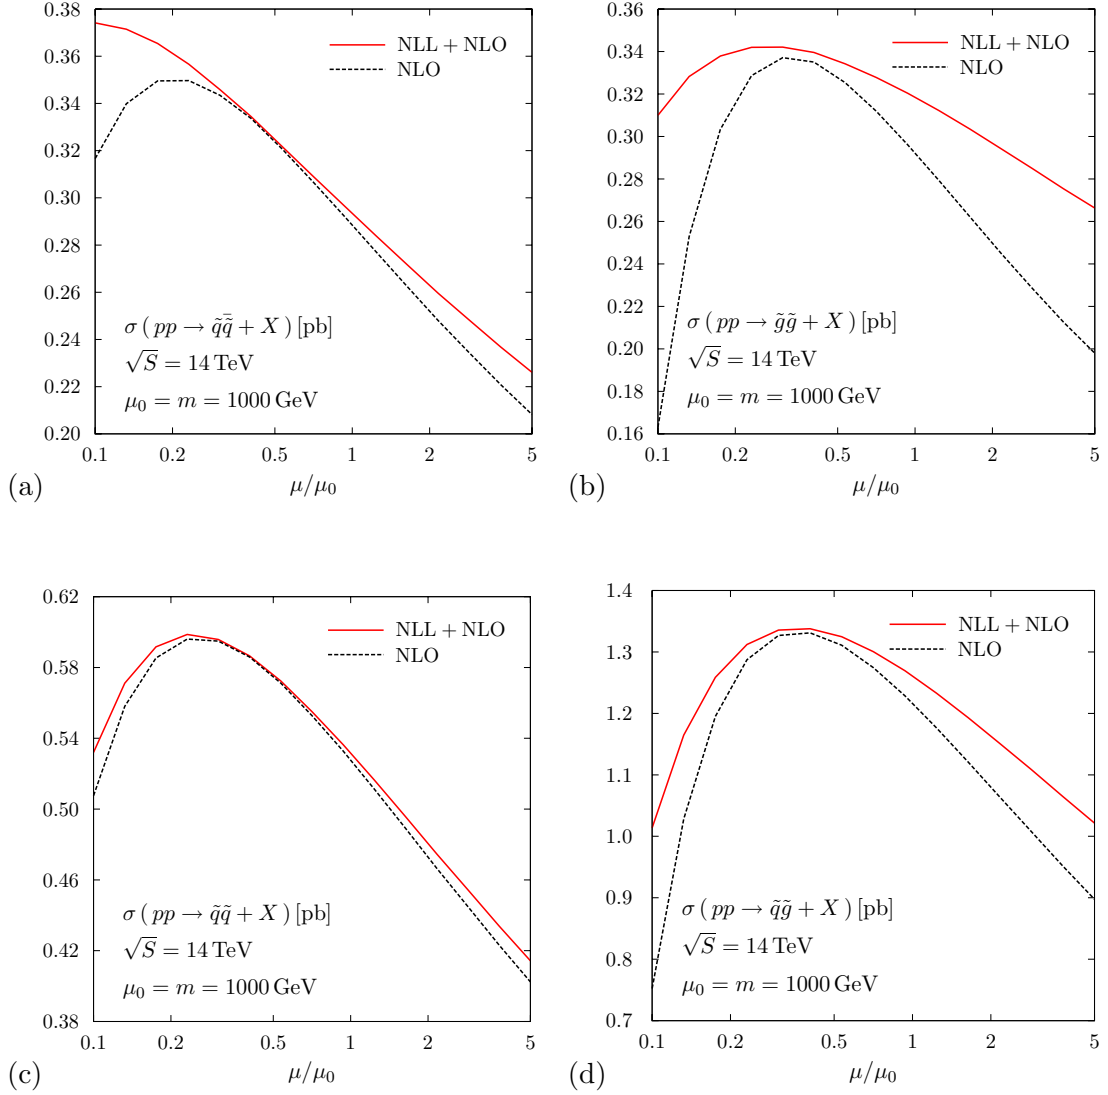 0.38
0.36
0.34
0.32
0.30
0.28
0.26
0.24
0.22
0.20
0.1 0.2 0.5 1 2 5
μ/μ₀
NLL + NLO
NLO
σ ( pp → q̃q̃̄ + X ) [pb]
√S = 14 TeV
μ₀ = m = 1000 GeV
(a)
0.36
0.34
0.32
0.30
0.28
0.26
0.24
0.22
0.20
0.18
0.16
0.1 0.2 0.5 1 2 5
μ/μ₀
NLL + NLO
NLO
σ ( pp → g̃g̃ + X ) [pb]
√S = 14 TeV
μ₀ = m = 1000 GeV
(b)
0.62
0.58
0.54
0.50
0.46
0.42
0.38
0.1 0.2 0.5 1 2 5
μ/μ₀
NLL + NLO
NLO
σ ( pp → q̃q̃ + X ) [pb]
√S = 14 TeV
μ₀ = m = 1000 GeV
(c)
1.4
1.3
1.2
1.1
1.0
0.9
0.8
0.7
0.1 0.2 0.5 1 2 5
μ/μ₀
NLL + NLO
NLO
σ ( pp → q̃g̃ + X ) [pb]
√S = 14 TeV
μ₀ = m = 1000 GeV
(d)